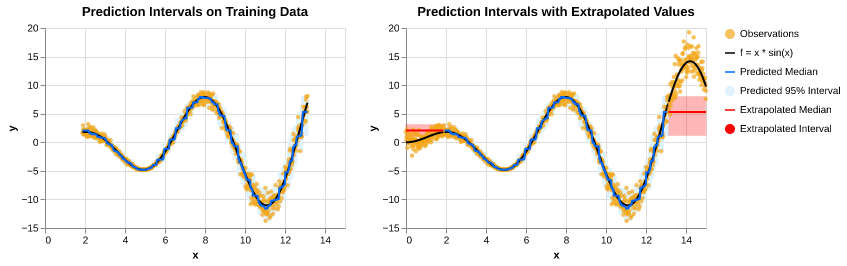 Prediction Intervals on Training Data
20
15
10
5
0
−5
−10
−15
y
0 2 4 6 8 10 12 14
x
Prediction Intervals with Extrapolated Values
20
15
10
5
0
−5
−10
−15
y
0 2 4 6 8 10 12 14
x
Observations
f = x * sin(x)
Predicted Median
Predicted 95% Interval
Extrapolated Median
Extrapolated Interval